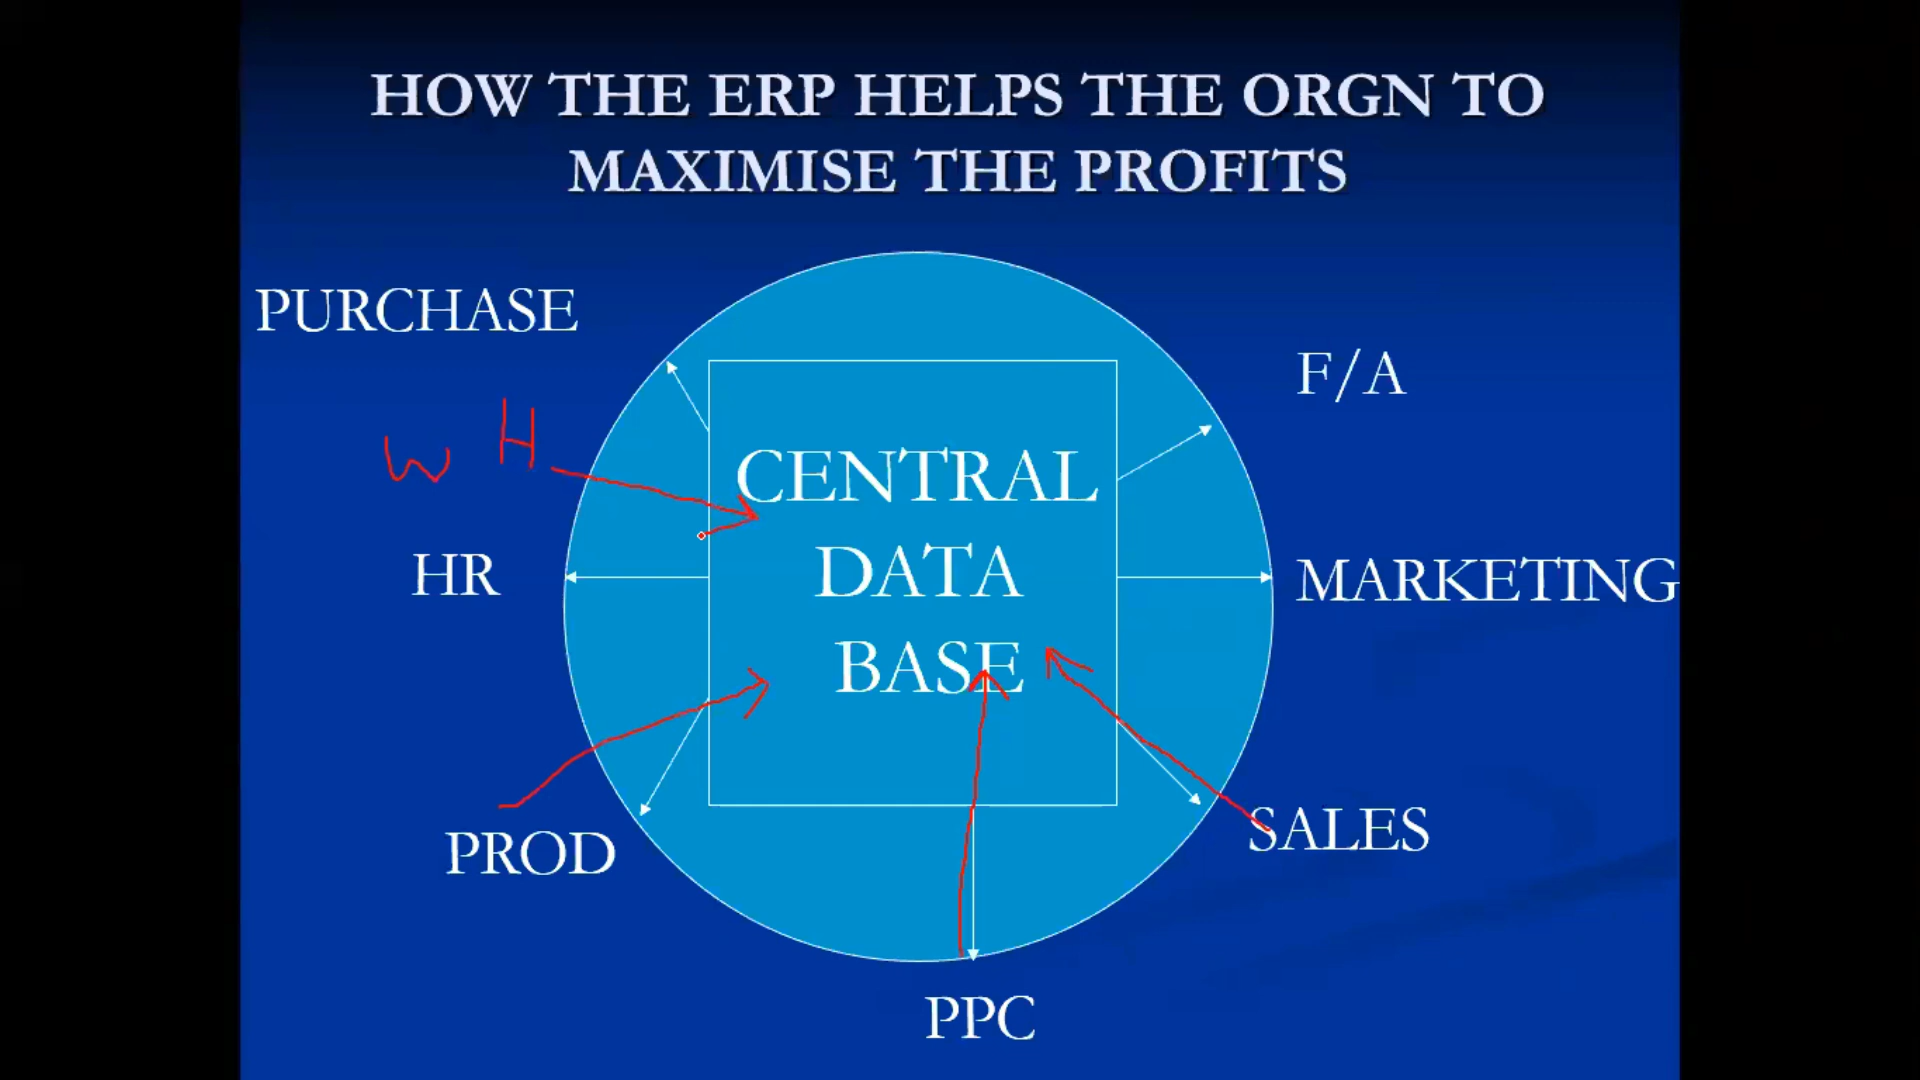 HOW THE ERP HELPS THE ORGN TO
MAXIMISE THE PROFITS
PURCHASE
F/A
W H
CENTRAL
DATA
BASE
HR
MARKETING
PROD
SALES
PPC